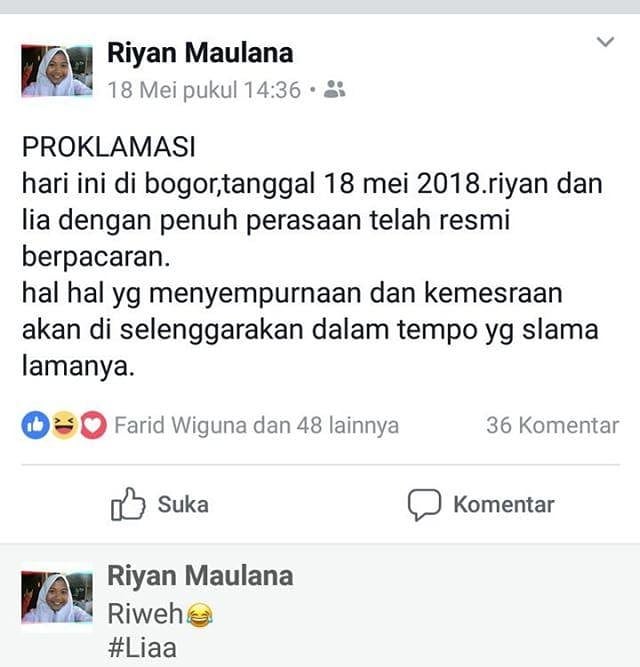 Riyan Maulana
18 Mei pukul 14:36 •
PROKLAMASI
hari ini di bogor,tanggal 18 mei 2018.riyan dan
lia dengan penuh perasaan telah resmi
berpacaran.
hal hal yg menyempurnaan dan kemesraan
akan di selenggarakan dalam tempo yg slama
lamanya.
Farid Wiguna dan 48 lainnya 36 Komentar
Suka Komentar
Riyan Maulana
Riweh😂
#Liaa